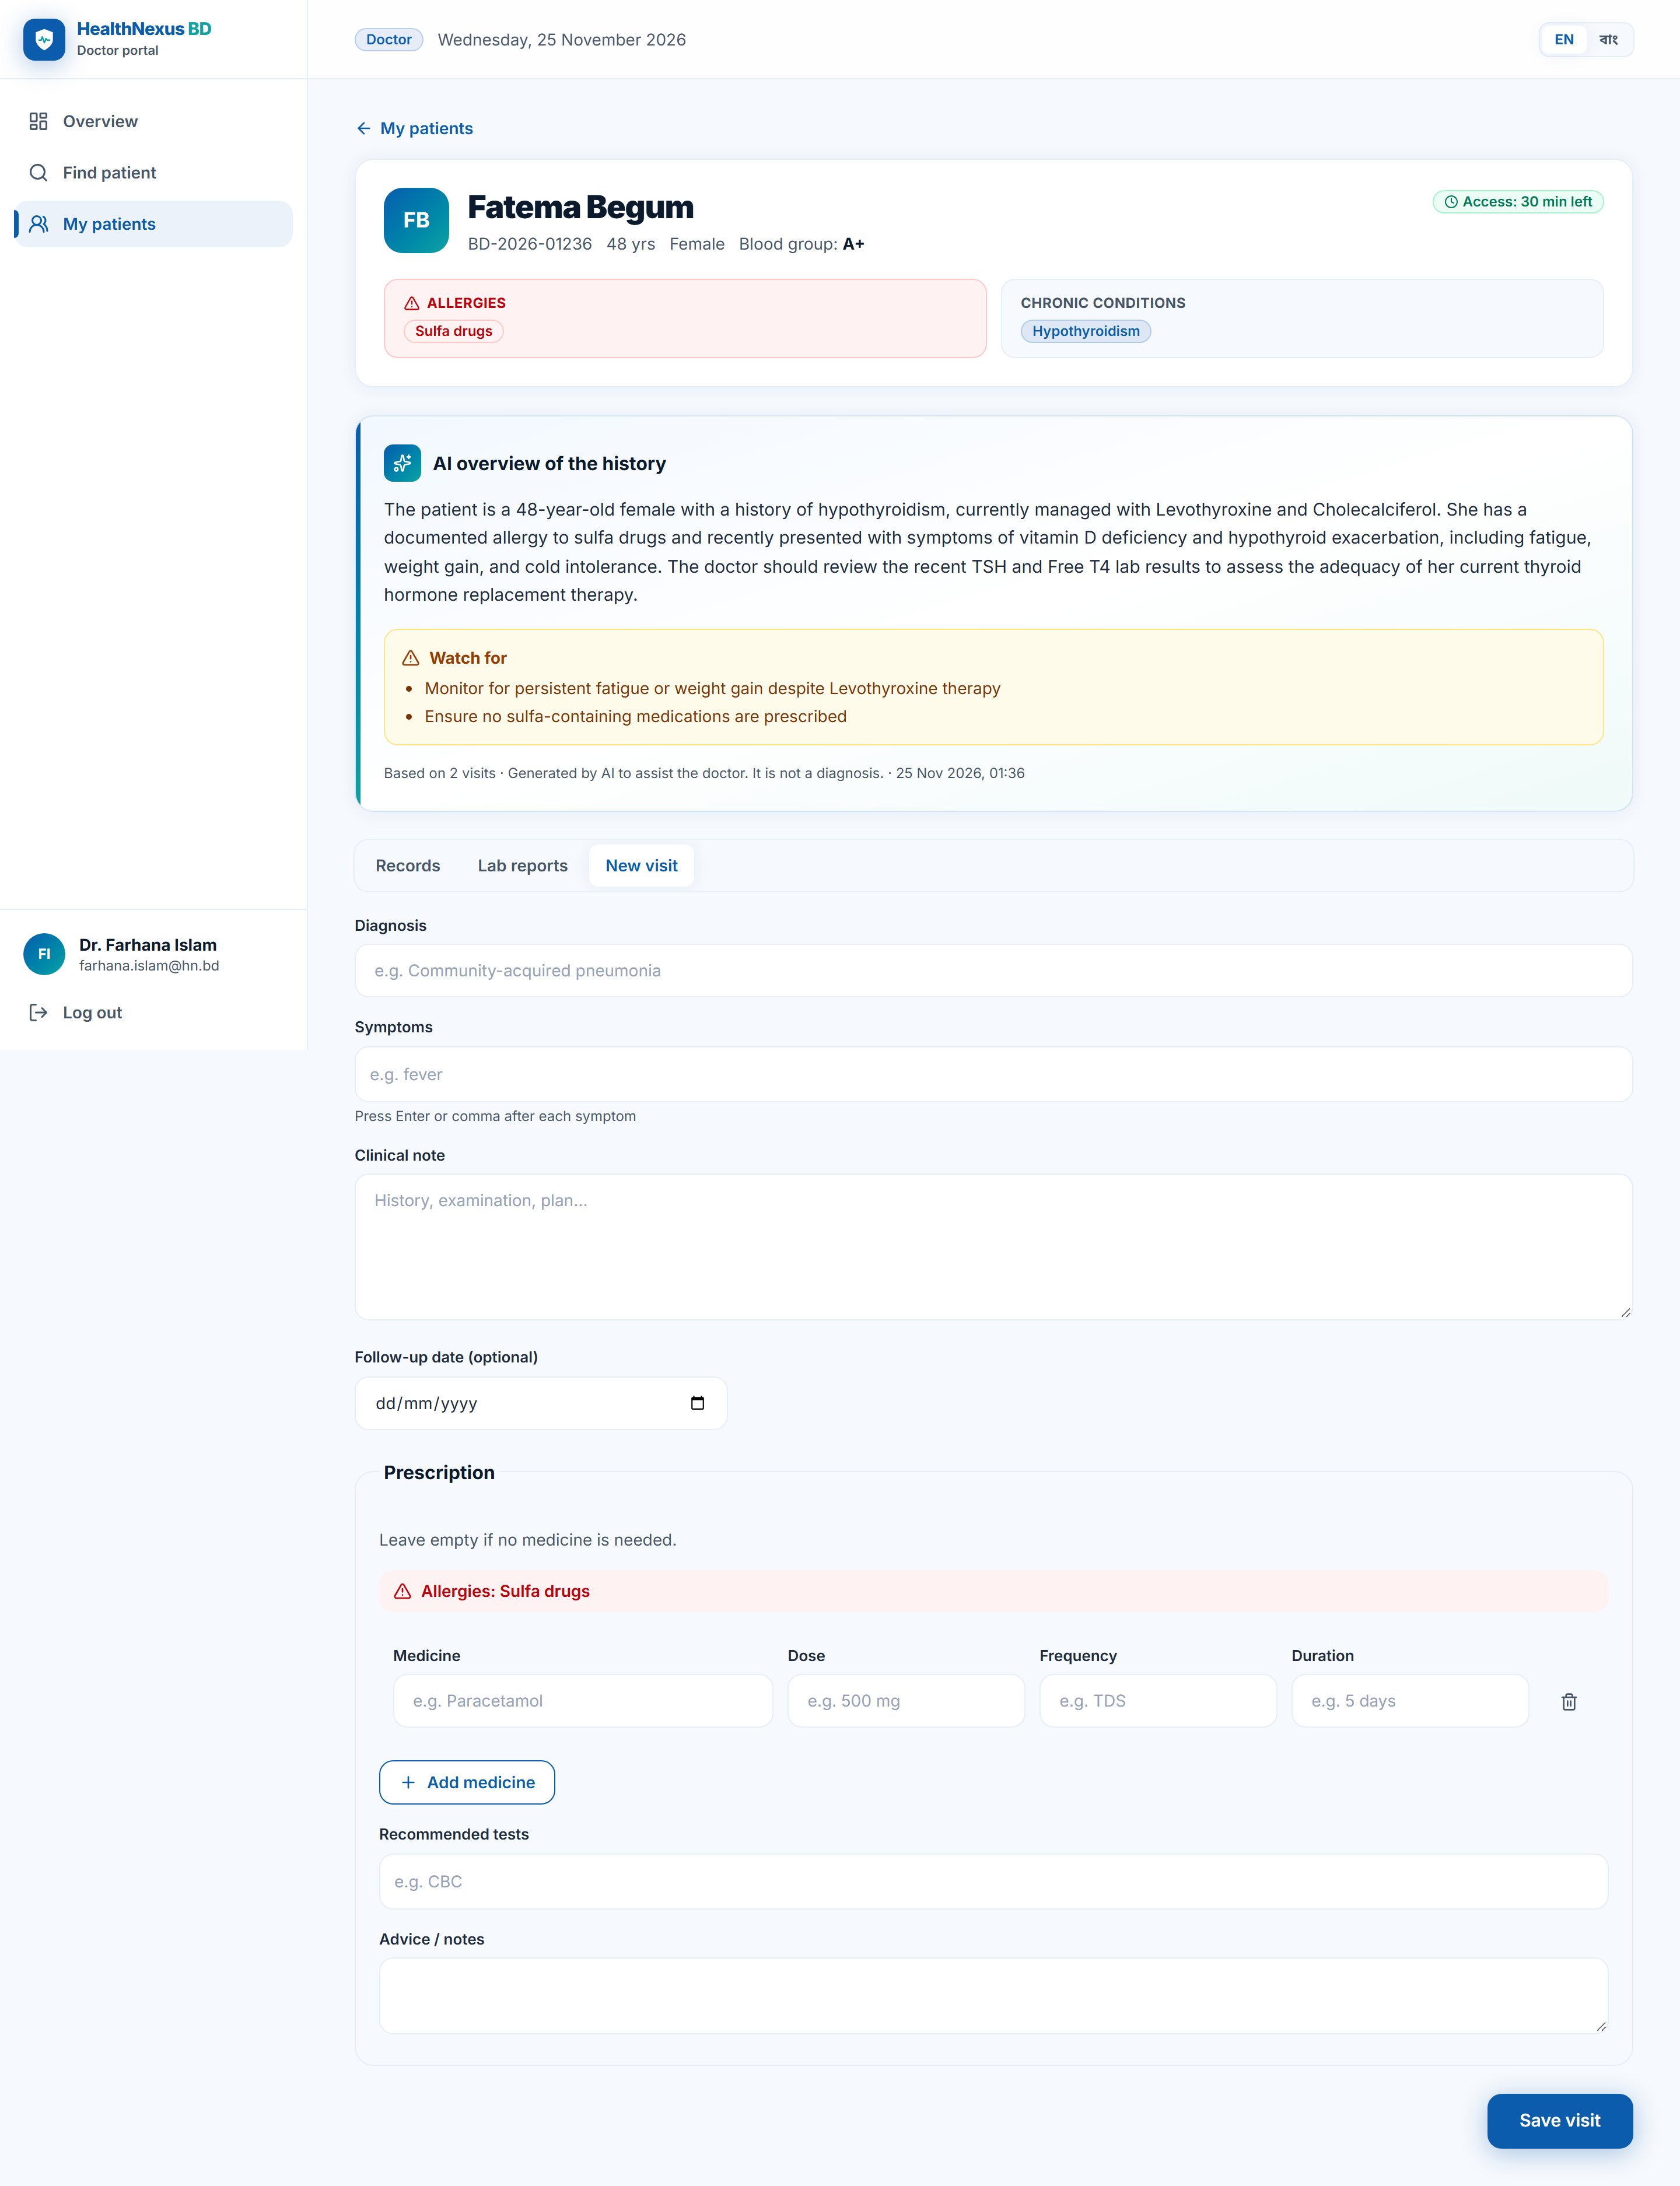 HealthNexus BD
Doctor portal
Doctor
Wednesday, 25 November 2026
EN
বাং
Overview
Find patient
My patients
My patients
FB
Fatema Begum
BD-2026-01236 48 yrs Female Blood group: A+
Access: 30 min left
ALLERGIES
Sulfa drugs
CHRONIC CONDITIONS
Hypothyroidism
AI overview of the history
The patient is a 48-year-old female with a history of hypothyroidism, currently managed with Levothyroxine and Cholecalciferol. She has a
documented allergy to sulfa drugs and recently presented with symptoms of vitamin D deficiency and hypothyroid exacerbation, including fatigue,
weight gain, and cold intolerance. The doctor should review the recent TSH and Free T4 lab results to assess the adequacy of her current thyroid
hormone replacement therapy.
Watch for
• Monitor for persistent fatigue or weight gain despite Levothyroxine therapy
• Ensure no sulfa-containing medications are prescribed
Based on 2 visits · Generated by AI to assist the doctor. It is not a diagnosis. · 25 Nov 2026, 01:36
Records
Lab reports
New visit
FI
Dr. Farhana Islam
farhana.islam@hn.bd
Log out
Diagnosis
e.g. Community-acquired pneumonia
Symptoms
e.g. fever
Press Enter or comma after each symptom
Clinical note
History, examination, plan...
Follow-up date (optional)
dd/mm/yyyy
Prescription
Leave empty if no medicine is needed.
Allergies: Sulfa drugs
Medicine
Dose
Frequency
Duration
e.g. Paracetamol
e.g. 500 mg
e.g. TDS
e.g. 5 days
Add medicine
Recommended tests
e.g. CBC
Advice / notes
Save visit